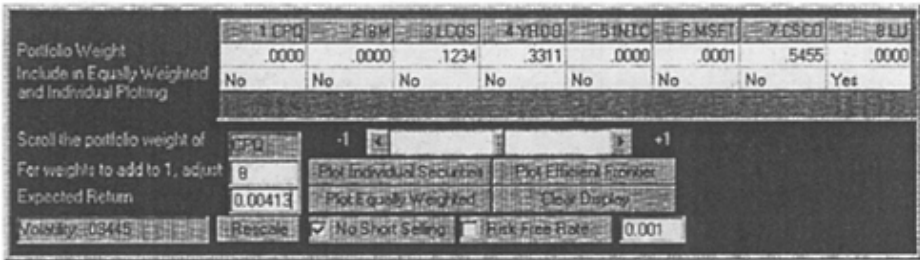 1 CPQ 2 IBM 3 LCOS 4 YHOO 5 INTC 6 MSFT 7 CSCO 8 LU
Portfolio Weight .0000 .0000 .1234 .3311 .0000 .0001 .5455 .0000
Include in Equally Weighted
and Individual Plotting No No No No No No No Yes
Scroll the portfolio weight of CPQ -1 +1
For weights to add to 1, adjust 8 Plot Individual Securities Plot Efficient Frontier
Expected Return 0.00413 Plot Equally Weighted Clear Display
Volatility: .03445 Rescale No Short Selling Risk Free Rate 0.001